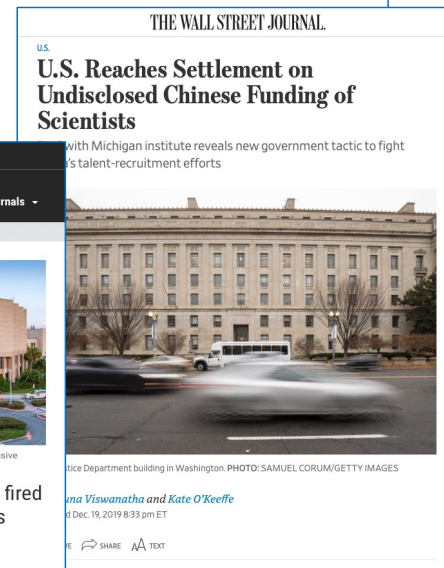 THE WALL STREET JOURNAL.
U.S.
U.S. Reaches Settlement on
Undisclosed Chinese Funding of
Scientists
with Michigan institute reveals new government tactic to fight
's talent-recruitment efforts
rnals
tice Department building in Washington. PHOTO: SAMUEL CORUM/GETTY IMAGES
sive
fired
s
una Viswanatha and Kate O'Keeffe
d Dec. 19, 2019 8:33 pm ET
SHARE
TEXT